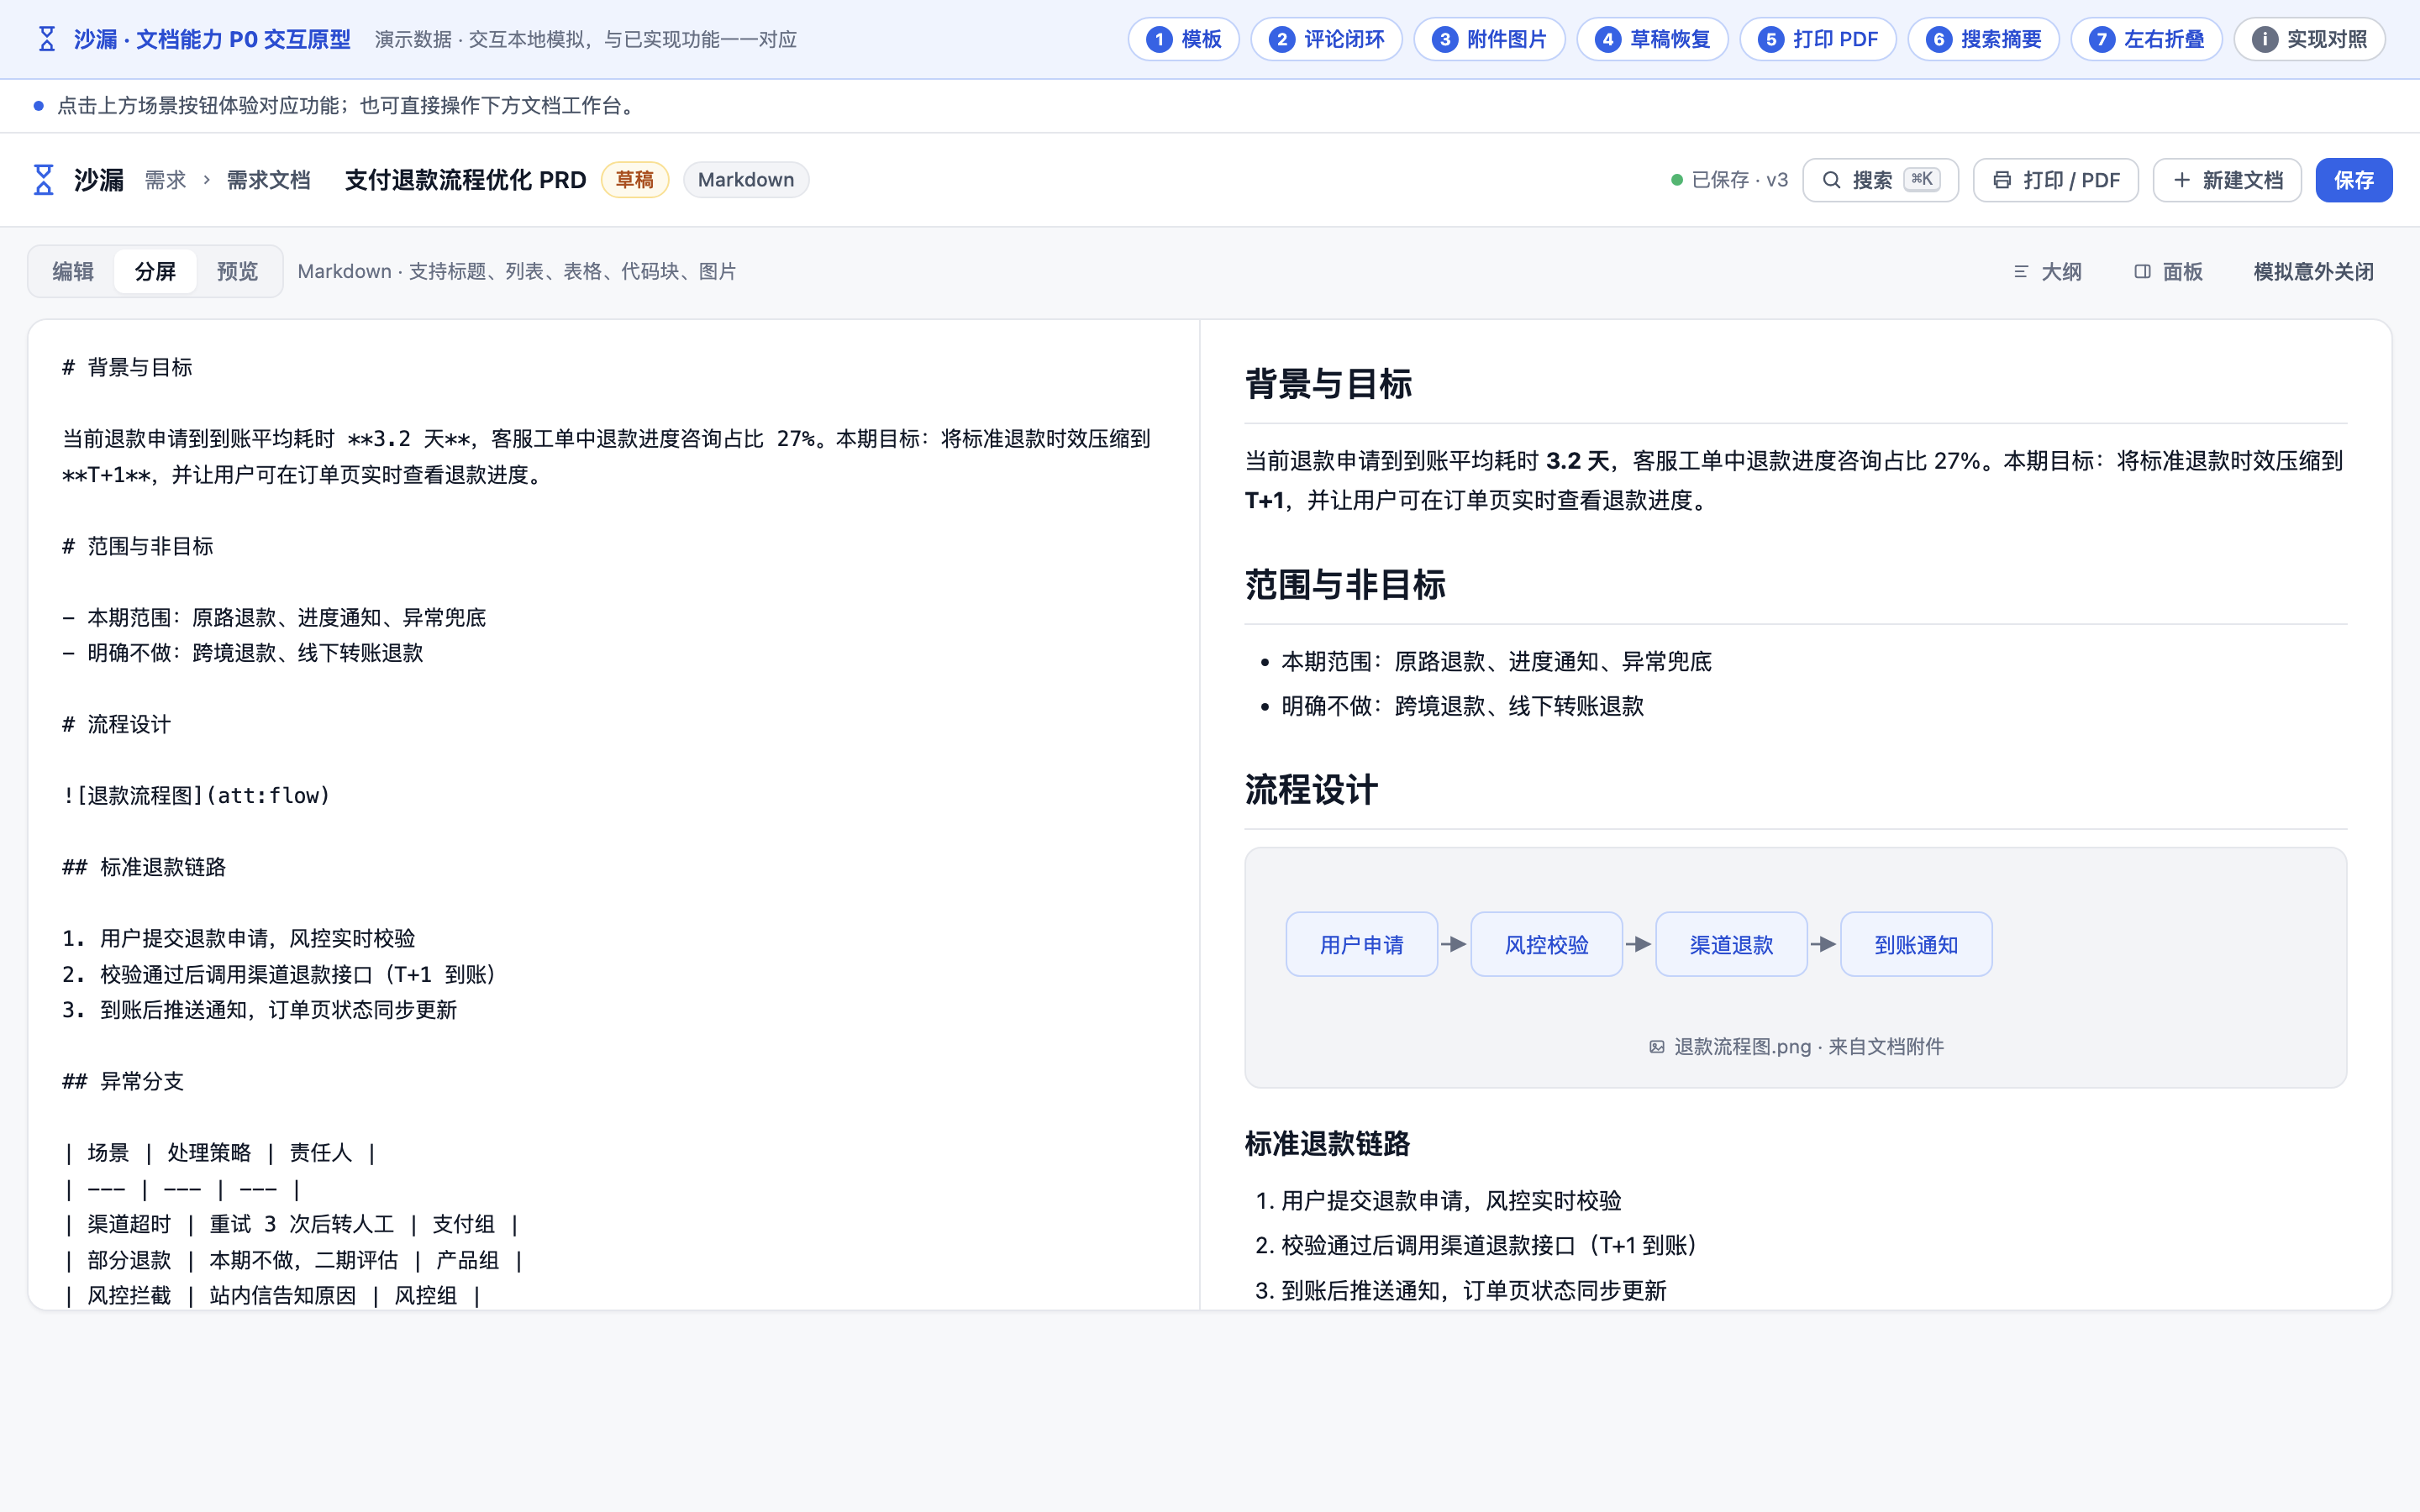 沙漏 · 文档能力 P0 交互原型 演示数据 · 交互本地模拟，与已实现功能一一对应 1 模板 2 评论闭环 3 附件图片 4 草稿恢复 5 打印 PDF 6 搜索摘要 7 左右折叠 i 实现对照
点击上方场景按钮体验对应功能；也可直接操作下方文档工作台。
沙漏 需求 › 需求文档 支付退款流程优化 PRD 草稿 Markdown 已保存 · v3 搜索 ⌘K 打印 / PDF + 新建文档 保存
编辑 分屏 预览 Markdown · 支持标题、列表、表格、代码块、图片 大纲 面板 模拟意外关闭
# 背景与目标
当前退款申请到到账平均耗时 **3.2 天**，客服工单中退款进度咨询占比 27%。本期目标：将标准退款时效压缩到
**T+1**，并让用户可在订单页实时查看退款进度。
# 范围与非目标
- 本期范围：原路退款、进度通知、异常兜底
- 明确不做：跨境退款、线下转账退款
# 流程设计
![退款流程图](att:flow)
## 标准退款链路
1. 用户提交退款申请，风控实时校验
2. 校验通过后调用渠道退款接口（T+1 到账）
3. 到账后推送通知，订单页状态同步更新
## 异常分支
| 场景 | 处理策略 | 责任人 |
| --- | --- | --- |
| 渠道超时 | 重试 3 次后转人工 | 支付组 |
| 部分退款 | 本期不做，二期评估 | 产品组 |
| 风控拦截 | 站内信告知原因 | 风控组 |
背景与目标
当前退款申请到到账平均耗时 3.2 天，客服工单中退款进度咨询占比 27%。本期目标：将标准退款时效压缩到
T+1，并让用户可在订单页实时查看退款进度。
范围与非目标
• 本期范围：原路退款、进度通知、异常兜底
• 明确不做：跨境退款、线下转账退款
流程设计
用户申请 风控校验 渠道退款 到账通知
退款流程图.png · 来自文档附件
标准退款链路
1. 用户提交退款申请，风控实时校验
2. 校验通过后调用渠道退款接口（T+1 到账）
3. 到账后推送通知，订单页状态同步更新